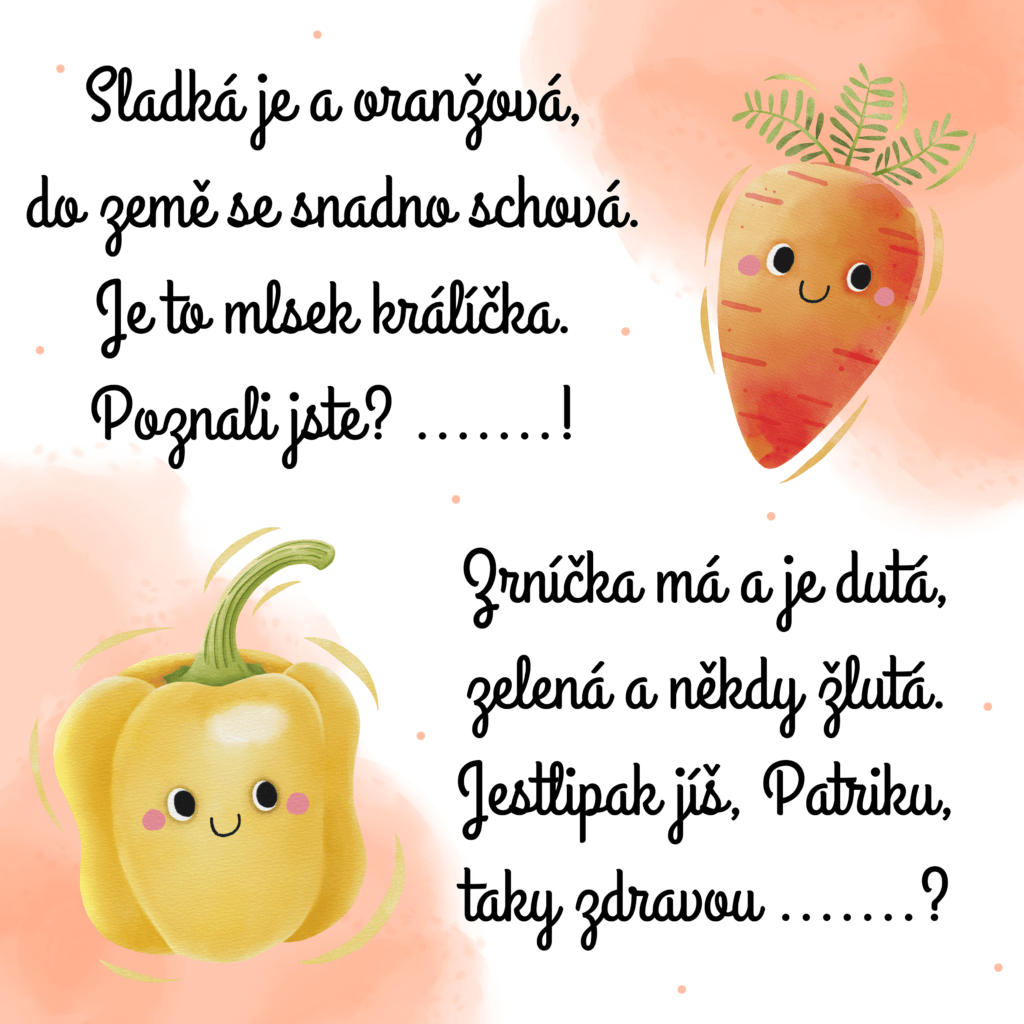 Sladká je a oranžová,
do země se snadno schová.
Je to mlsek králíčka.
Poznali jste? .......!
Zrníčka má a je dutá,
zelená a někdy žlutá.
Jestlipak jíš, Patriku,
taky zdravou .......?